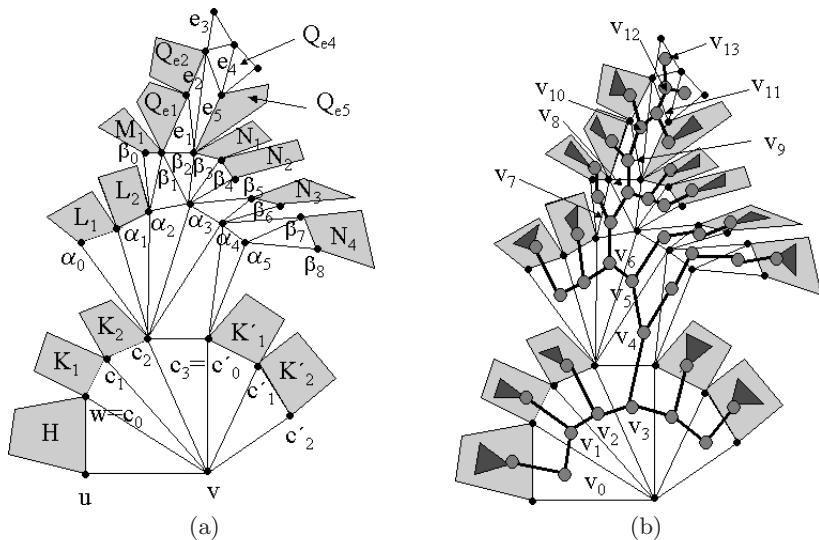 e₃
Qₑ₄
Qₑ₂
e₄
e₂
Qₑ₁
e₅
Qₑ₅
M₁
e₁
N₁
β₀
β₂
β₃
N₂
β₁
β₄
L₂
β₅
N₃
L₁
β₆
α₁
α₂
α₃
α₄
β₇
N₄
α₀
α₅
β₈
K₂
K´₁
K₁
c₂
c₃=
c´₀
c₁
c´₁
K´₂
H
w=c₀
c´₂
u
v
(a)
v₁₂
v₁₃
v₁₀
v₁₁
v₈
v₉
v₇
v₆
v₅
v₄
v₃
v₂
v₁
v₀
(b)